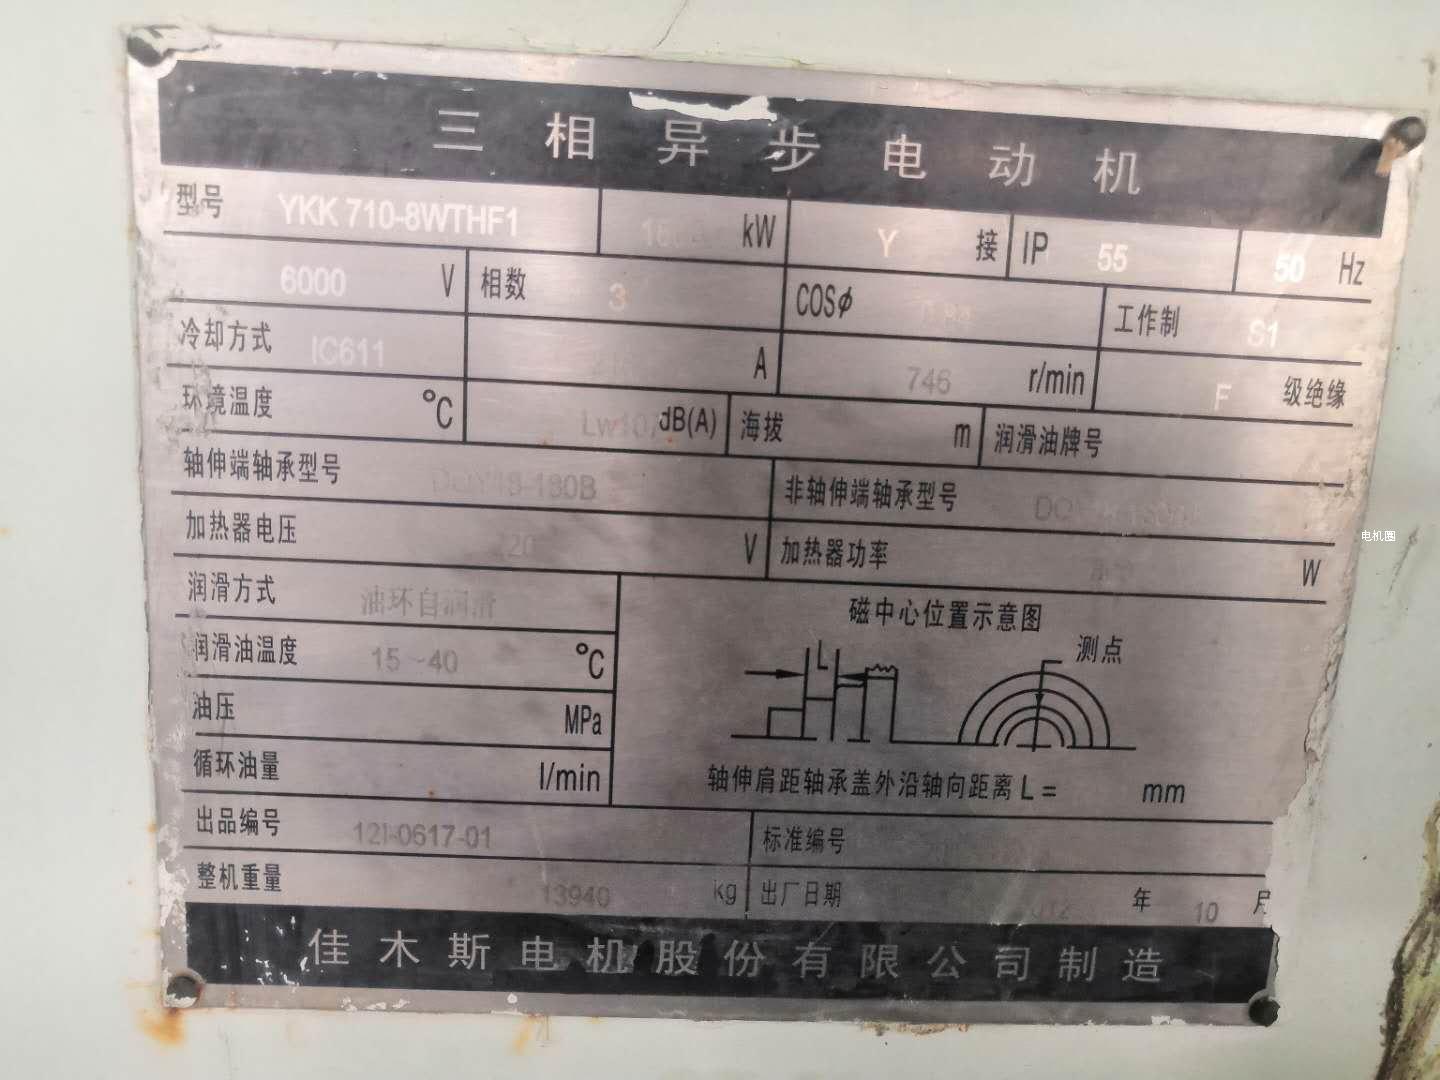 三相异步电动机
型号 YKK 710-8WTHF1 kW Y 接 IP 55 50 Hz
6000 V 相数 3 COSφ 工作制 S1
冷却方式 IC611 A 746 r/min F 级绝缘
环境温度 ℃ dB(A) 海拔 m 润滑油牌号
轴伸端轴承型号 非轴伸端轴承型号
加热器电压 V 加热器功率 W
润滑方式 油环自润滑
润滑油温度 15~40 ℃
油压 MPa
循环油量 l/min
磁中心位置示意图
测点
L
轴伸肩距轴承盖外沿轴向距离 L = mm
出品编号 12I-0617-01 标准编号
整机重量 13940 kg 出厂日期 年 10
佳木斯电机股份有限公司制造
电机圈